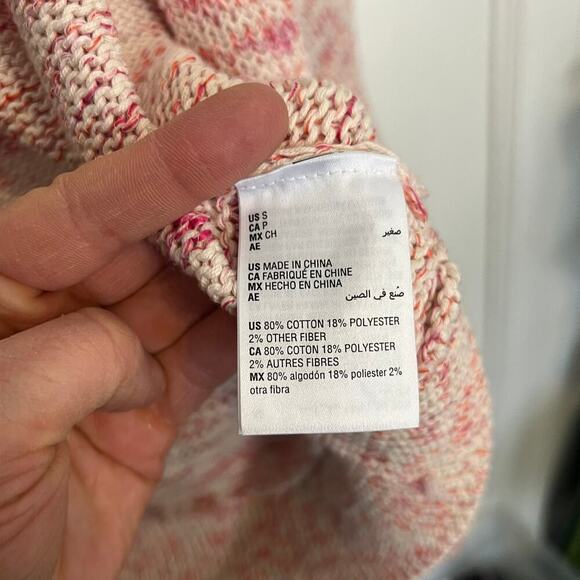 US S
CA P
MX CH
AE صغير
US MADE IN CHINA
CA FABRIQUÉ EN CHINE
MX HECHO EN CHINA
AE صُنع في الصين
US 80% COTTON 18% POLYESTER
2% OTHER FIBER
CA 80% COTON 18% POLYESTER
2% AUTRES FIBRES
MX 80% algodón 18% poliester 2%
otra fibra